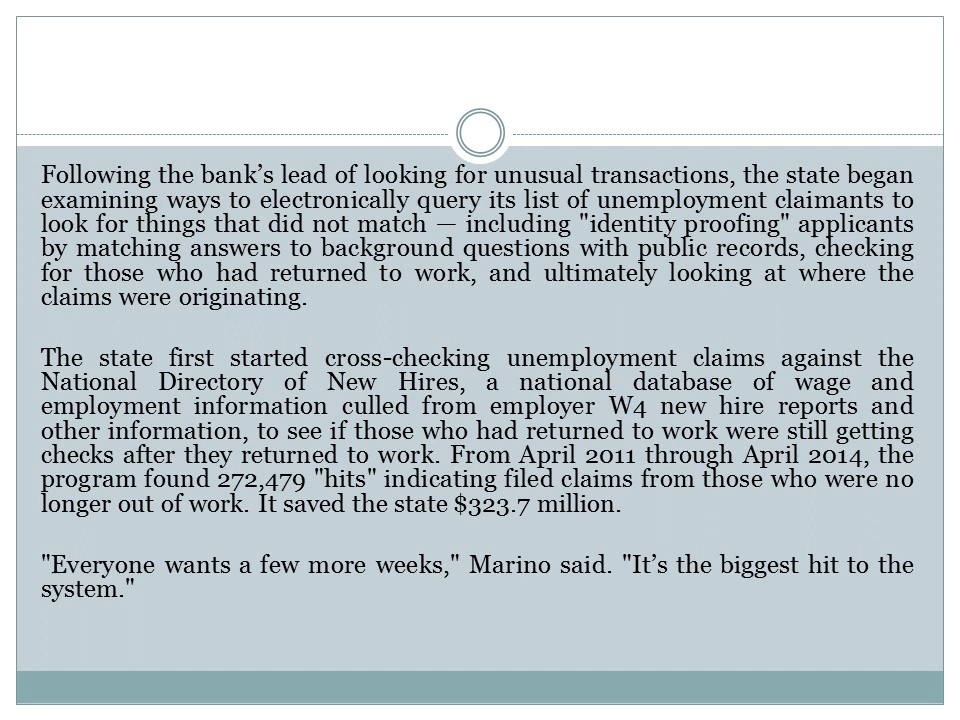 Following the bank’s lead of looking for unusual transactions, the state began
examining ways to electronically query its list of unemployment claimants to
look for things that did not match — including "identity proofing" applicants
by matching answers to background questions with public records, checking
for those who had returned to work, and ultimately looking at where the
claims were originating.
The state first started cross-checking unemployment claims against the
National Directory of New Hires, a national database of wage and
employment information culled from employer W4 new hire reports and
other information, to see if those who had returned to work were still getting
checks after they returned to work. From April 2011 through April 2014, the
program found 272,479 "hits" indicating filed claims from those who were no
longer out of work. It saved the state $323.7 million.
"Everyone wants a few more weeks," Marino said. "It’s the biggest hit to the
system."